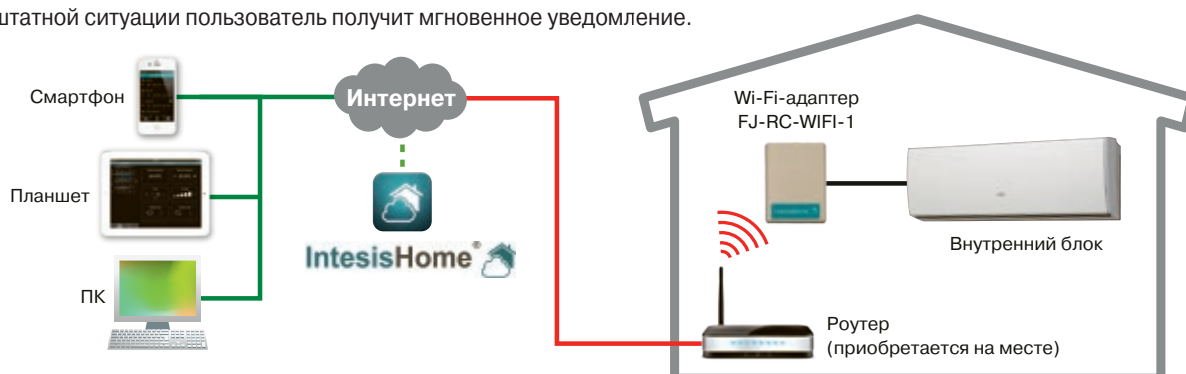 штатной ситуации пользователь получит мгновенное уведомление.
Смартфон
Интернет
Планшет
IntesisHome®
ПК
Wi-Fi-адаптер
FJ-RC-WIFI-1
Внутренний блок
Роутер
(приобретается на месте)